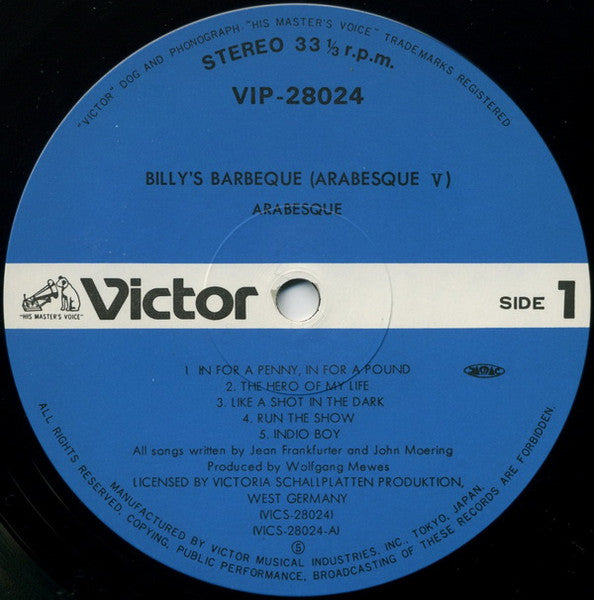 "VICTOR" DOG AND PHONOGRAPH-"HIS MASTER'S VOICE" TRADEMARKS REGISTERED
STEREO 33 1/3 r.p.m.
VIP-28024
BILLY'S BARBEQUE (ARABESQUE V)
ARABESQUE
"HIS MASTER'S VOICE"
Victor
SIDE 1
1 IN FOR A PENNY, IN FOR A POUND
2. THE HERO OF MY LIFE
3. LIKE A SHOT IN THE DARK
4. RUN THE SHOW
5. INDIO BOY
JASRAC
All songs written by Jean Frankfurter and John Moering
Produced by Wolfgang Mewes
LICENSED BY VICTORIA SCHALLPLATTEN PRODUKTION,
WEST GERMANY
(VICS-28024)
(VICS-28024-A)
Ⓢ
MANUFACTURED BY VICTOR MUSICAL INDUSTRIES, INC., TOKYO, JAPAN.
ALL RIGHTS RESERVED. COPYING, PUBLIC PERFORMANCE, BROADCASTING OF THESE RECORDS ARE FORBIDDEN.